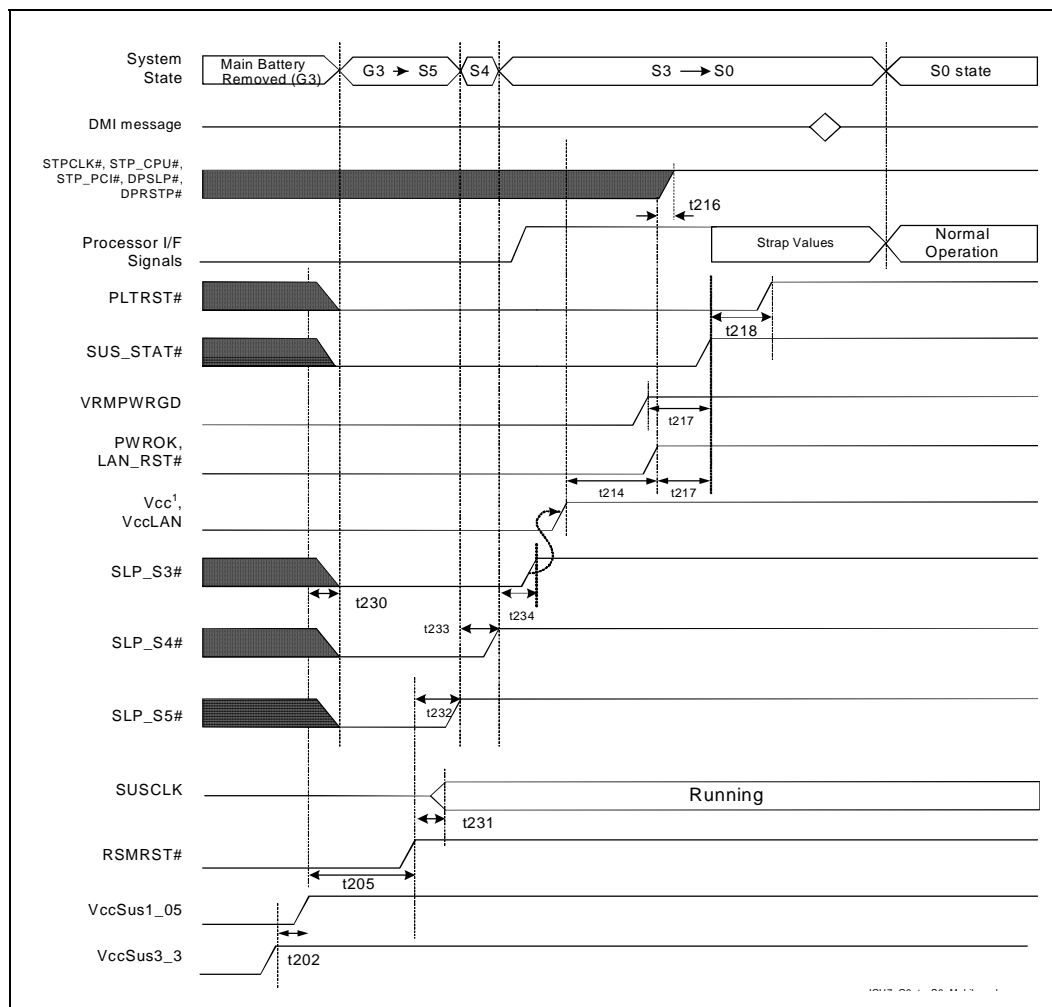 System
State
Main Battery
Removed (G3)
G3 → S5
S4
S3 → S0
S0 state
DMI message
STPCLK#, STP_CPU#,
STP_PCI#, DPSLP#,
DPRSTP#
t216
Processor I/F
Signals
Strap Values
Normal
Operation
PLTRST#
t218
SUS_STAT#
VRMPWRGD
t217
PWROK,
LAN_RST#
t214
t217
Vcc¹,
VccLAN
SLP_S3#
t230
t234
SLP_S4#
t233
SLP_S5#
t232
SUSCLK
Running
t231
RSMRST#
t205
VccSus1_05
t202
VccSus3_3